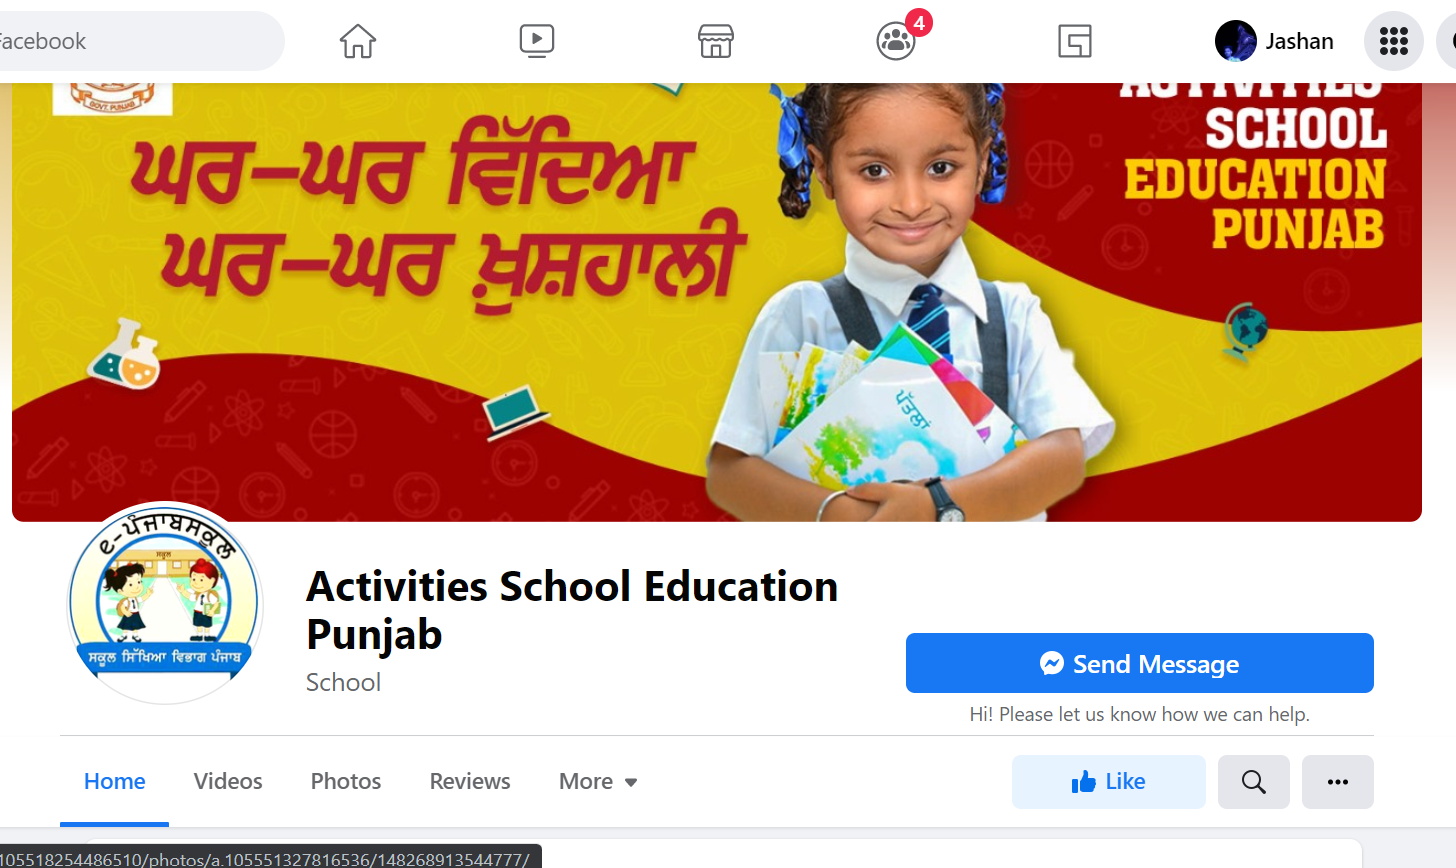 Facebook
4
Jashan
GOVT. PUNJAB
ਘਰ–ਘਰ ਵਿੱਦਿਆ
ਘਰ–ਘਰ ਖ਼ੁਸ਼ਹਾਲੀ
ACTIVITIES
SCHOOL
EDUCATION
PUNJAB
ੲ-ਪੰਜਾਬਸਕੂਲ
ਸਕੂਲ
ਸਕੂਲ ਸਿੱਖਿਆ ਵਿਭਾਗ ਪੰਜਾਬ
Activities School Education
Punjab
School
Send Message
Hi! Please let us know how we can help.
Home Videos Photos Reviews More
Like
105518254486510/photos/a.105551327816536/148268913544777/